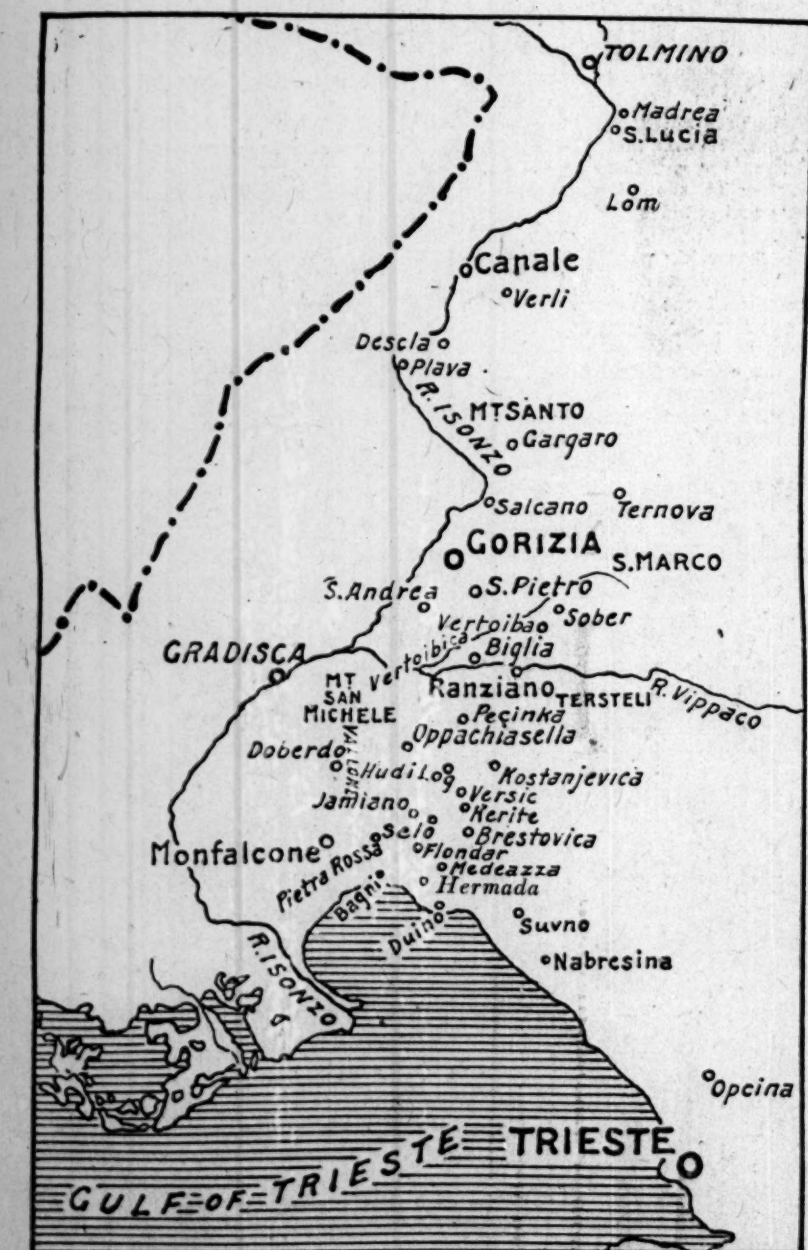 TOLMINO
Madrea
S. LUCIA
Lom
Canale
Verli
Descla
Plava
R. ISONZO
MT SANTO
Gargaro
Salcano
Ternova
GORIZIA
S. MARCO
S. Andrea
S. Pietro
Sober
Vertoiba
Vertoibica
Biglia
GRADISCA
MT
SAN
MICHELE
Ranziano
TERSTELI
R. Vippaco
Peçinka
Oppachiasella
VALLONE
Doberdo
Hudi Log
Kostanjevica
Versic
Jamiano
Kerite
Selo
Brestovica
Monfalcone
Flondar
Pietra Rossa
Medeazza
Hermada
Bagni
Duino
Suvno
Nabresina
R. ISONZO
Opcina
TRIESTE
GULF OF TRIESTE